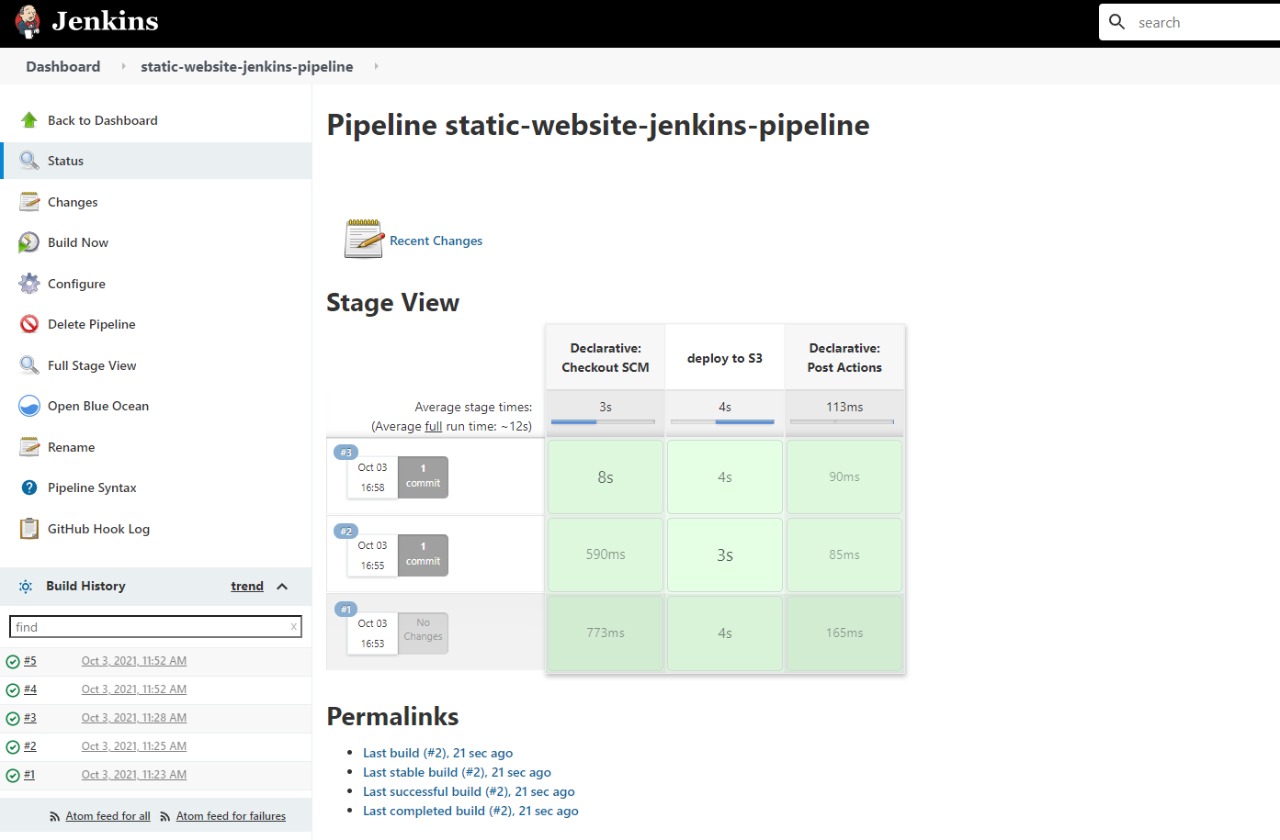 Jenkins
search
Dashboard
static-website-jenkins-pipeline
Back to Dashboard
Status
Changes
Build Now
Configure
Delete Pipeline
Full Stage View
Open Blue Ocean
Rename
Pipeline Syntax
GitHub Hook Log
Build History
trend
find
x
#5 Oct 3, 2021, 11:52 AM
#4 Oct 3, 2021, 11:52 AM
#3 Oct 3, 2021, 11:28 AM
#2 Oct 3, 2021, 11:25 AM
#1 Oct 3, 2021, 11:23 AM
Atom feed for all Atom feed for failures
Pipeline static-website-jenkins-pipeline
Recent Changes
Stage View
Declarative:
Checkout SCM
deploy to S3
Declarative:
Post Actions
Average stage times:
(Average full run time: ~12s)
3s
4s
113ms
#3
Oct 03
16:58
1
commit
8s
4s
90ms
#2
Oct 03
16:55
1
commit
590ms
3s
85ms
#1
Oct 03
16:53
No
Changes
773ms
4s
165ms
Permalinks
Last build (#2), 21 sec ago
Last stable build (#2), 21 sec ago
Last successful build (#2), 21 sec ago
Last completed build (#2), 21 sec ago